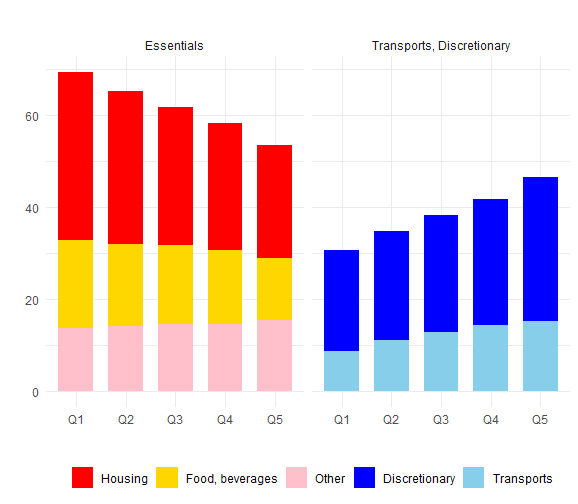 Essentials Transports, Discretionary
60
40
20
0
Q1 Q2 Q3 Q4 Q5 Q1 Q2 Q3 Q4 Q5
Housing Food, beverages Other Discretionary Transports